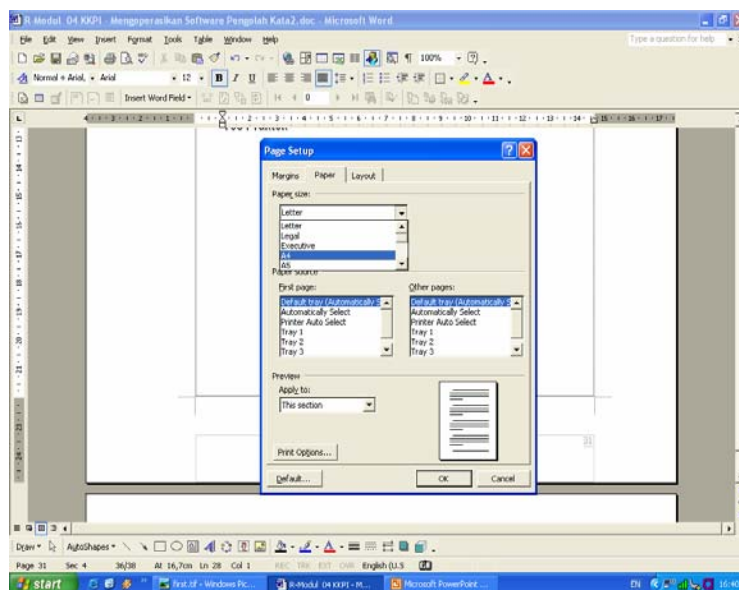 R-Modul 04 KKPI - Mengoperasikan Software Pengolah Kata2.doc - Microsoft Word
File Edit View Insert Format Tools Table Window Help
Type a question for help
100%
Normal + Arial, Arial 12 B I U
Insert Word Field
Page Setup
Margins Paper Layout
Paper size:
Letter
Letter
Legal
Executive
A4
A5
Paper source
First page: Other pages:
Default tray (Automatically S Default tray (Automatically S
Automatically Select Automatically Select
Printer Auto Select Printer Auto Select
Tray 1 Tray 1
Tray 2 Tray 2
Tray 3 Tray 3
Preview
Apply to:
This section
Print Options...
31
Default... OK Cancel
Draw AutoShapes
Page 31 Sec 4 36/38 At 16,7cm Ln 28 Col 1 REC TRK EXT OVR English (U.S
start first.tif - Windows Pic... R-Modul 04 KKPI - M... Microsoft PowerPoint ... EN 16:40